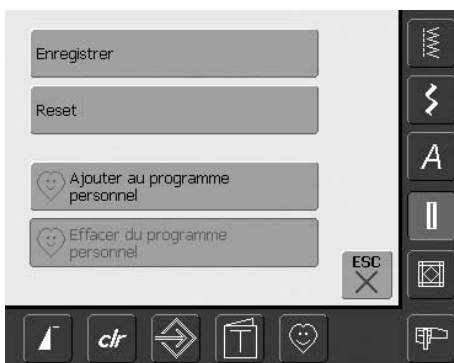 Enregistrer
Reset
Ajouter au programme
personnel
Effacer du programme
personnel
ESC
A
clr